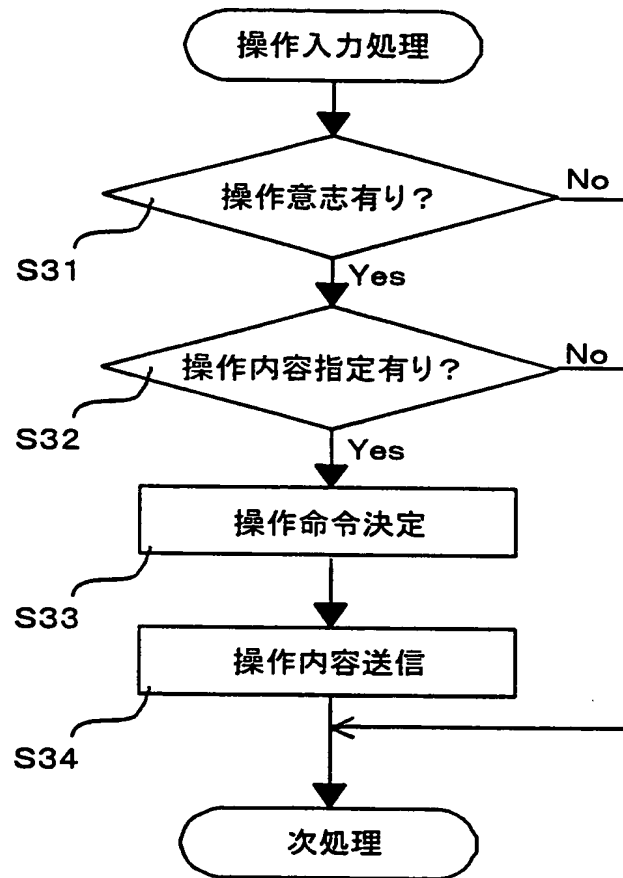 操作入力処理
操作意志有り?
No
S31
Yes
操作内容指定有り?
No
S32
Yes
操作命令決定
S33
操作内容送信
S34
次処理